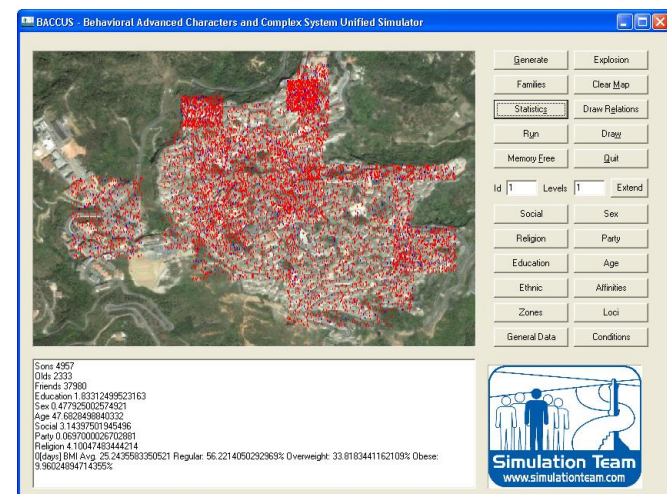 BACCUS - Behavioral Advanced Characters and Complex System Unified Simulator
Generate Explosion
Families Clear Map
Statistics Draw Relations
Run Draw
Memory Free Quit
Id 1 Levels 1 Extend
Social Sex
Religion Party
Education Age
Ethnic Affinities
Zones Loci
General Data Conditions
Sons 4957
Olds 2333
Friends 37980
Education 1.83312499523163
Sex 0.477925002574921
Age 47.6828498840332
Social 3.14397501945496
Party 0.0697000026702881
Religion 4.10047483444214
0[days] BMI Avg. 25.2435583350521 Regular: 56.2214050292969% Overweight: 33.8183441162109% Obese:
9.96024894714355%
Simulation Team
www.simulationteam.com